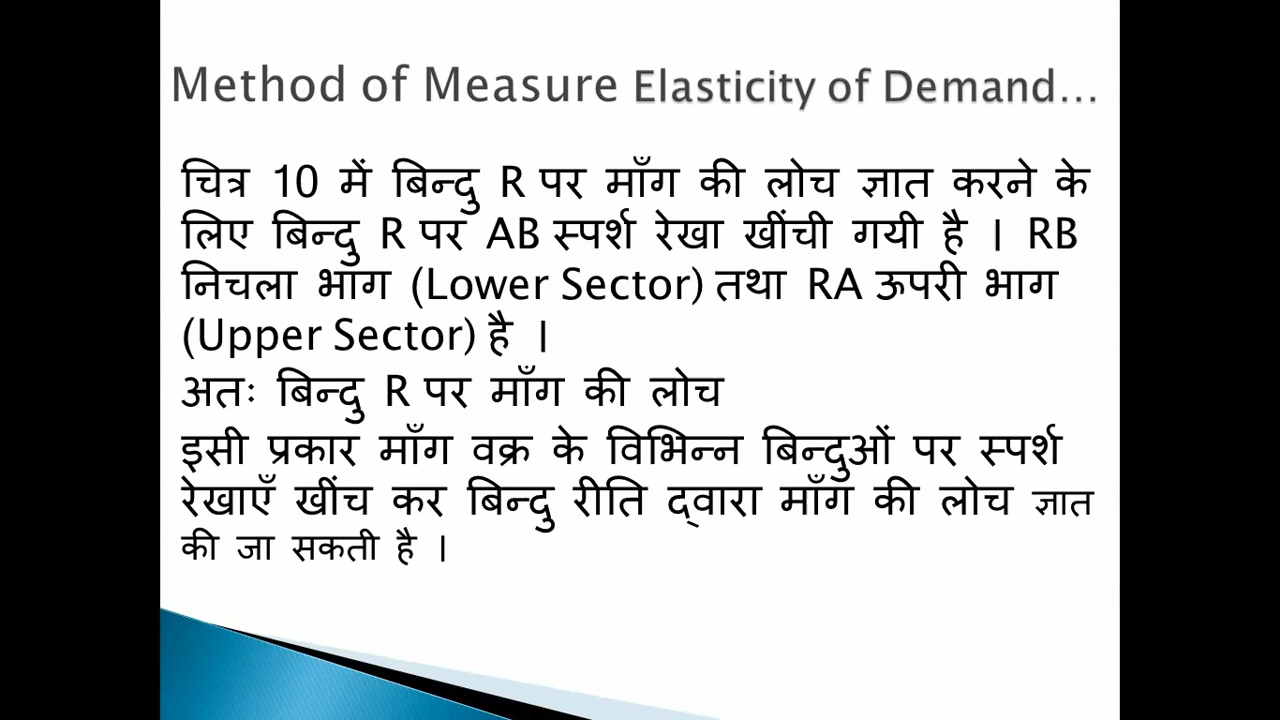 Method of Measure Elasticity of Demand...
चित्र 10 में बिन्दु R पर माँग की लोच ज्ञात करने के
लिए बिन्दु R पर AB स्पर्श रेखा खींची गयी है । RB
निचला भाग (Lower Sector) तथा RA ऊपरी भाग
(Upper Sector) है ।
अतः बिन्दु R पर माँग की लोच
इसी प्रकार माँग वक्र के विभिन्न बिन्दुओं पर स्पर्श
रेखाएँ खींच कर बिन्दु रीति द्वारा माँग की लोच ज्ञात
की जा सकती है ।